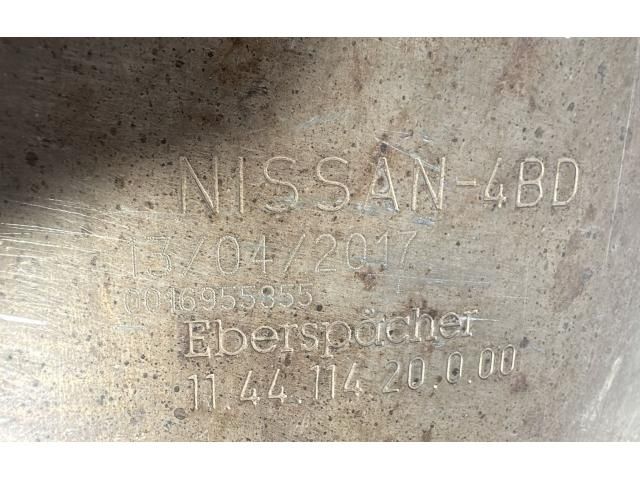 NISSAN-4BD
13/04/2017
0016955855
Eberspächer
11.44.114 20.0.00